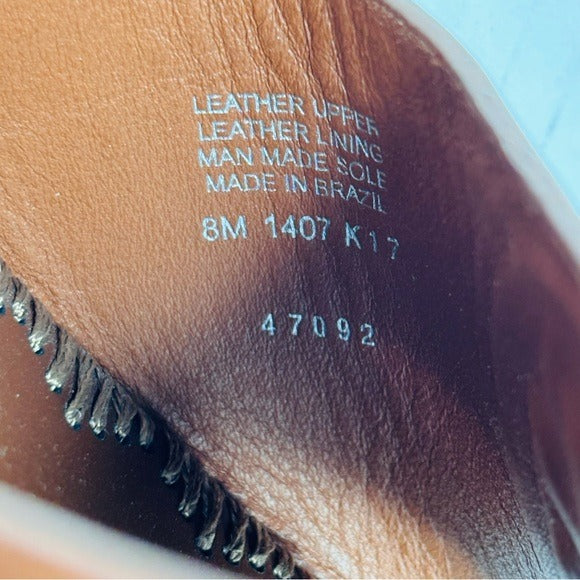 LEATHER UPPER
LEATHER LINING
MAN MADE SOLE
MADE IN BRAZIL
8M 1407 K17
47092